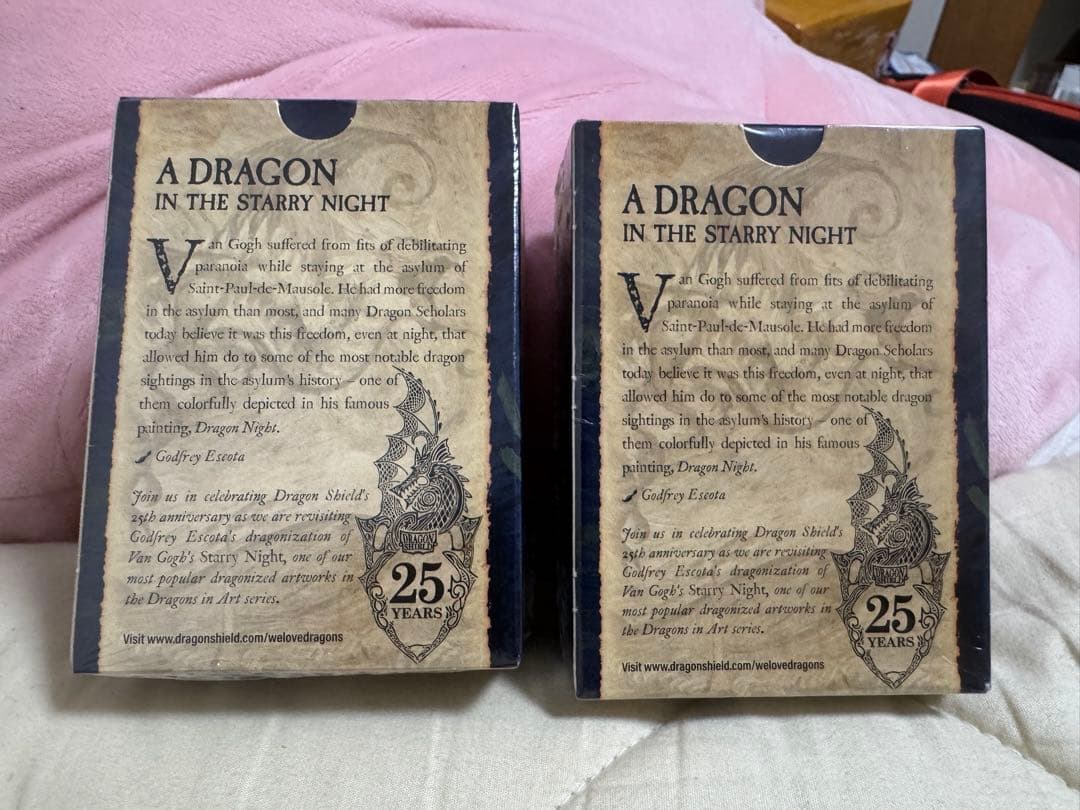 A DRAGON
IN THE STARRY NIGHT
Van Gogh suffered from fits of debilitating
paranoia while staying at the asylum of
Saint-Paul-de-Mausole. He had more freedom
in the asylum than most, and many Dragon Scholars
today believe it was this freedom, even at night, that
allowed him do to some of the most notable dragon
sightings in the asylum's history – one of
them colorfully depicted in his famous
painting, Dragon Night.
Godfrey Escota
Join us in celebrating Dragon Shield's
25th anniversary as we are revisiting
Godfrey Escota's dragonization of
Van Gogh's Starry Night, one of our
most popular dragonized artworks in
the Dragons in Art series.
DRAGON
SHIELD
25
YEARS
Visit www.dragonshield.com/welovedragons
A DRAGON
IN THE STARRY NIGHT
Van Gogh suffered from fits of debilitating
paranoia while staying at the asylum of
Saint-Paul-de-Mausole. He had more freedom
in the asylum than most, and many Dragon Scholars
today believe it was this freedom, even at night, that
allowed him do to some of the most notable dragon
sightings in the asylum's history – one of
them colorfully depicted in his famous
painting, Dragon Night.
Godfrey Escota
Join us in celebrating Dragon Shield's
25th anniversary as we are revisiting
Godfrey Escota's dragonization of
Van Gogh's Starry Night, one of our
most popular dragonized artworks in
the Dragons in Art series.
DRAGON
SHIELD
25
YEARS
Visit www.dragonshield.com/welovedragons